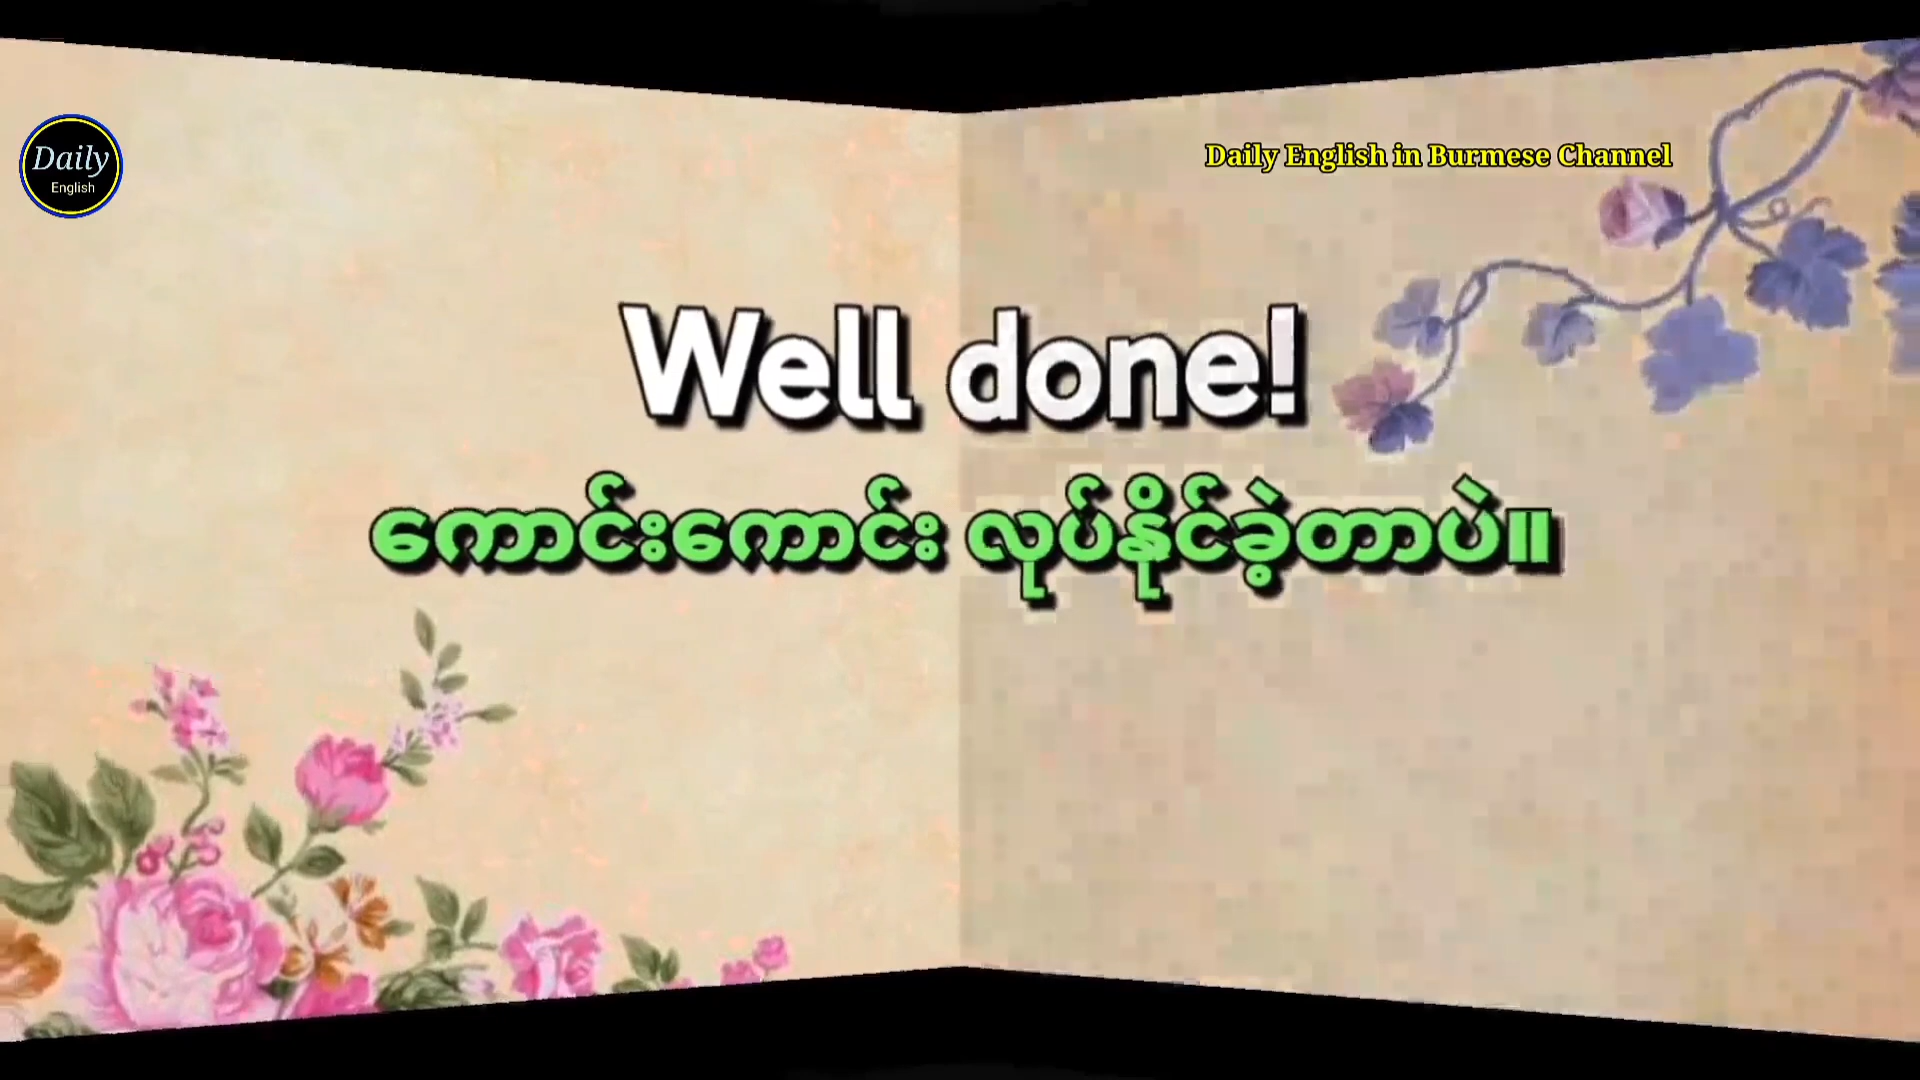 Daily
English
Daily English in Burmese Channel
Well done!
ကောင်းကောင်း လုပ်နိုင်ခဲ့တာပဲ။